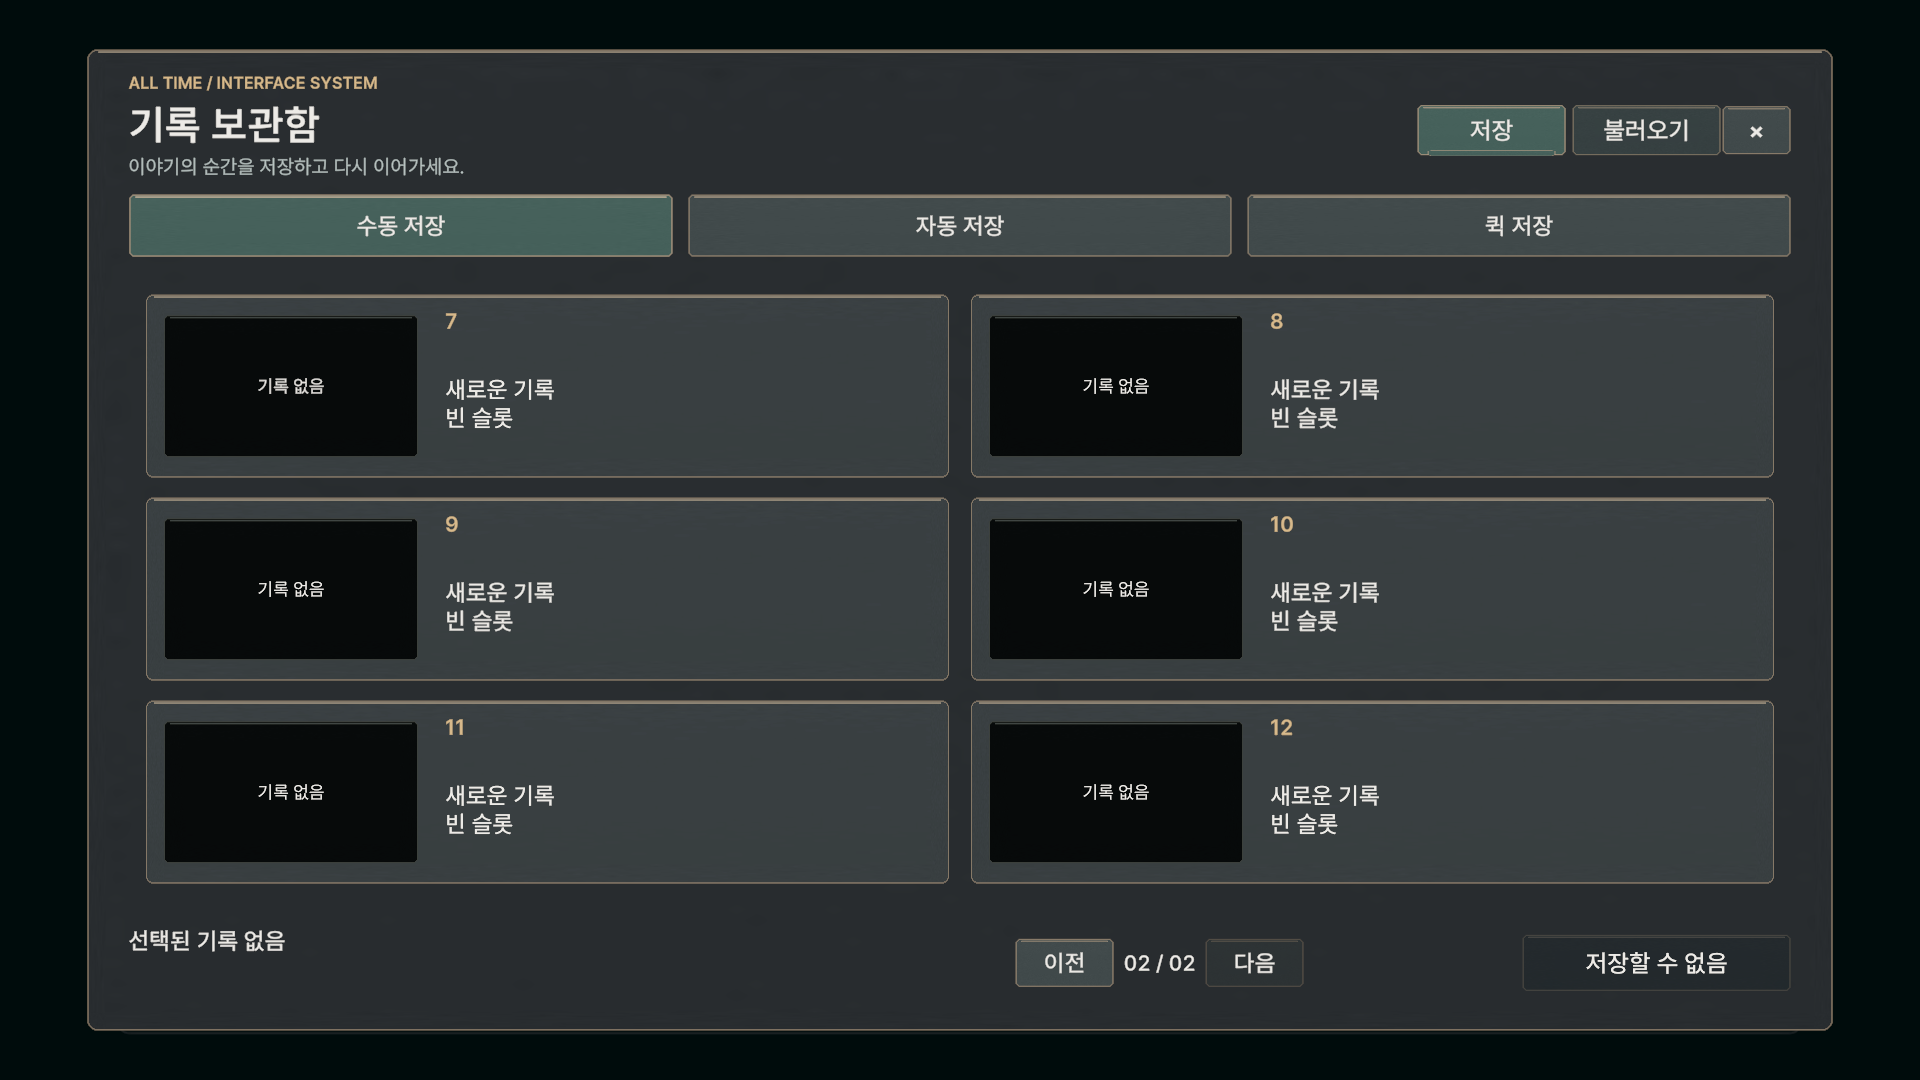 ALL TIME / INTERFACE SYSTEM
기록 보관함
이야기의 순간을 저장하고 다시 이어가세요.
저장
불러오기
×
수동 저장
자동 저장
퀵 저장
7
기록 없음
새로운 기록
빈 슬롯
8
기록 없음
새로운 기록
빈 슬롯
9
기록 없음
새로운 기록
빈 슬롯
10
기록 없음
새로운 기록
빈 슬롯
11
기록 없음
새로운 기록
빈 슬롯
12
기록 없음
새로운 기록
빈 슬롯
선택된 기록 없음
이전
02 / 02
다음
저장할 수 없음